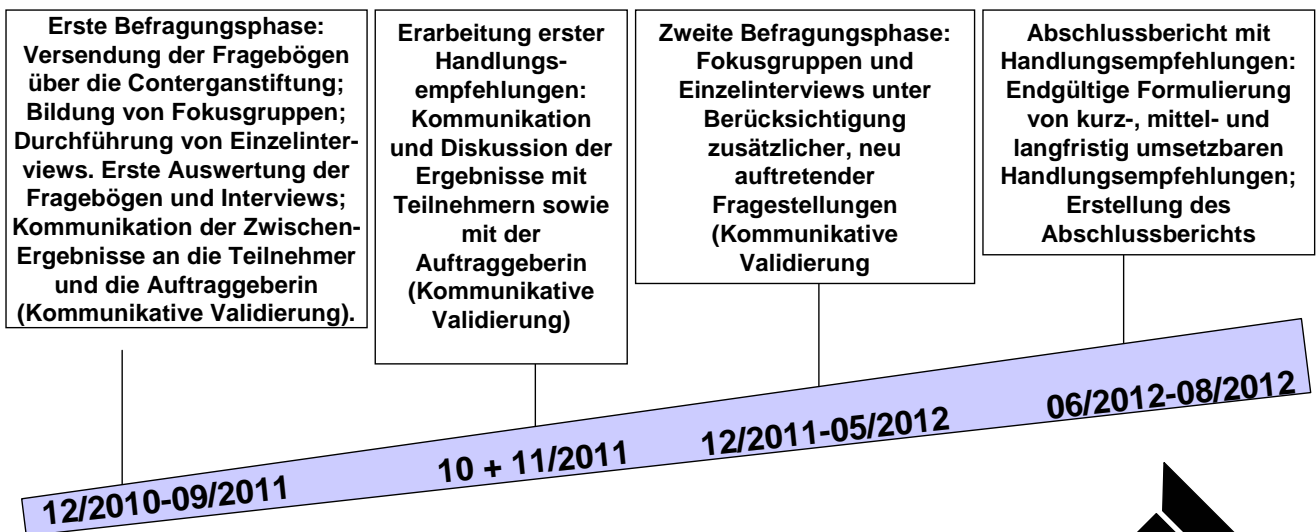 Erste Befragungsphase:
Versendung der Fragebögen
über die Conterganstiftung;
Bildung von Fokusgruppen;
Durchführung von Einzelinter-
views. Erste Auswertung der
Fragebögen und Interviews;
Kommunikation der Zwischen-
Ergebnisse an die Teilnehmer
und die Auftraggeberin
(Kommunikative Validierung).
Erarbeitung erster
Handlungs-
empfehlungen:
Kommunikation
und Diskussion der
Ergebnisse mit
Teilnehmern sowie
mit der
Auftraggeberin
(Kommunikative
Validierung)
Zweite Befragungsphase:
Fokusgruppen und
Einzelinterviews unter
Berücksichtigung
zusätzlicher, neu
auftretender
Fragestellungen
(Kommunikative
Validierung
Abschlussbericht mit
Handlungsempfehlungen:
Endgültige Formulierung
von kurz-, mittel- und
langfristig umsetzbaren
Handlungsempfehlungen;
Erstellung des
Abschlussberichts
12/2010-09/2011
10 + 11/2011
12/2011-05/2012
06/2012-08/2012